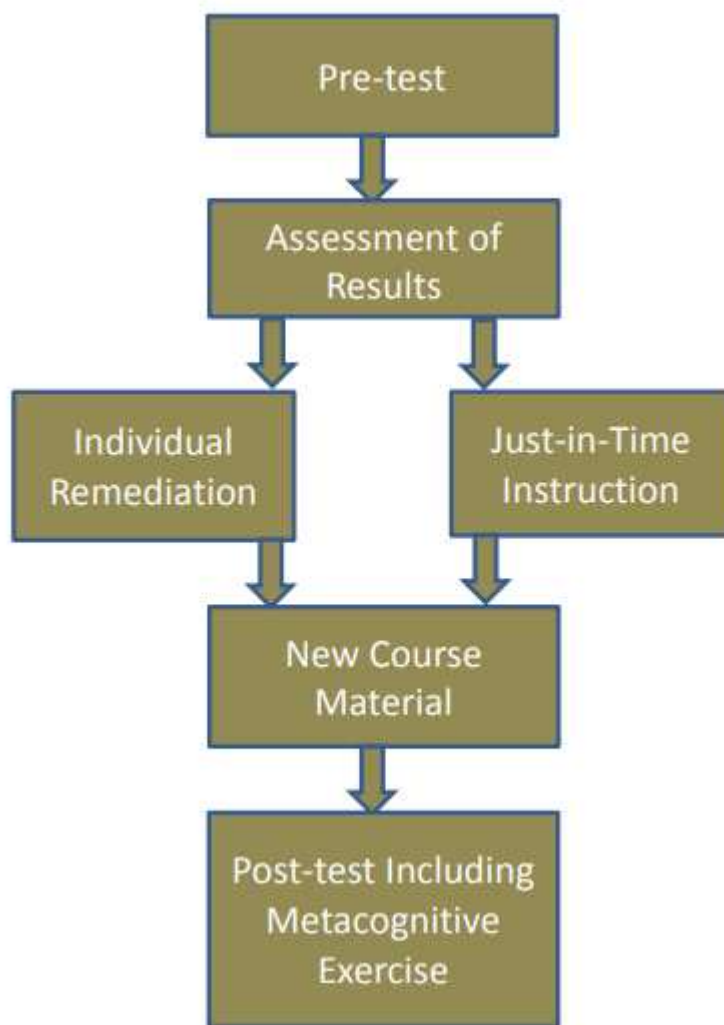 Pre-test
Assessment of
Results
Individual
Remediation
Just-in-Time
Instruction
New Course
Material
Post-test Including
Metacognitive
Exercise